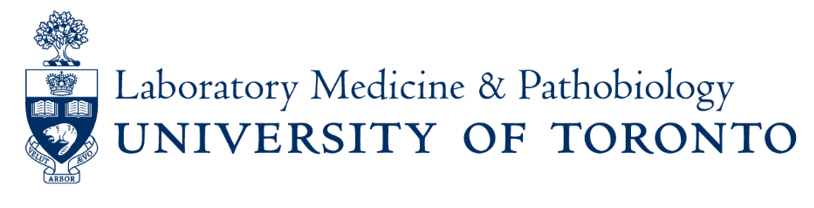 Laboratory Medicine & Pathobiology
UNIVERSITY OF TORONTO
VELUT ARBOR ÆVO